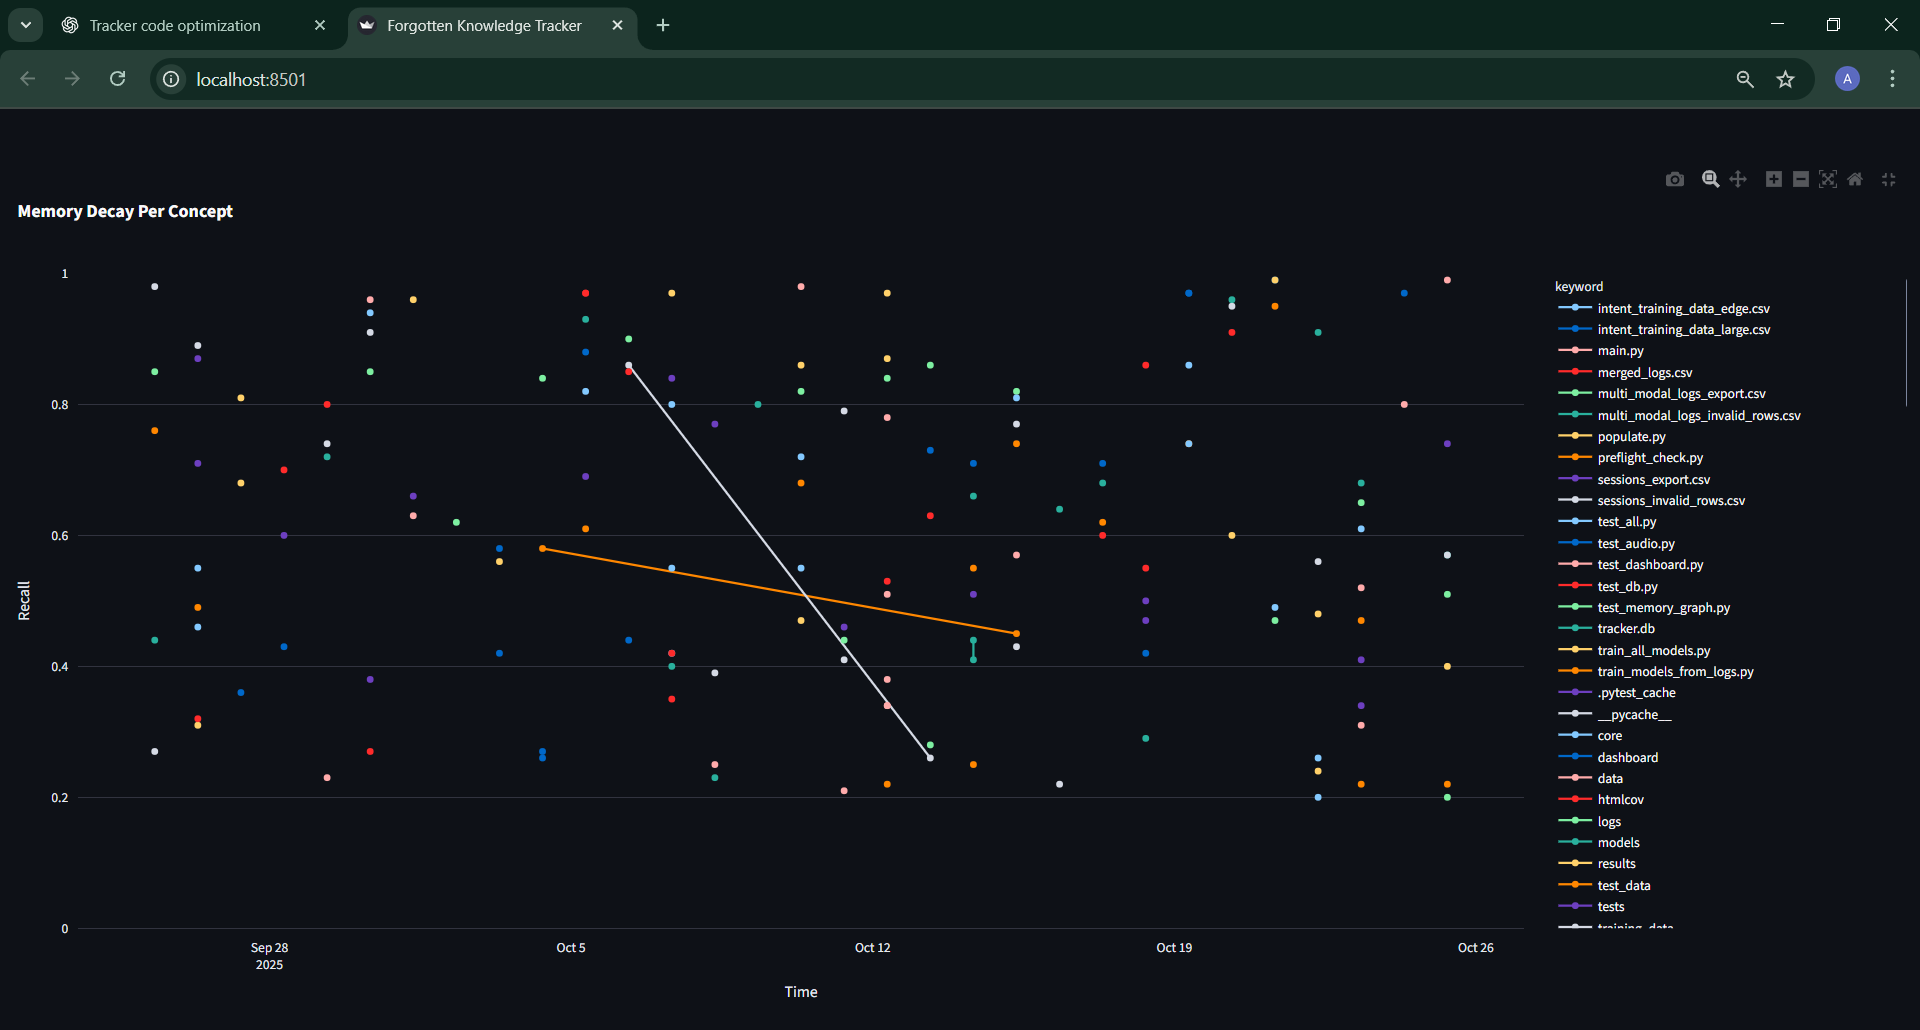 Tracker code optimization
Forgotten Knowledge Tracker
localhost:8501
A
Memory Decay Per Concept
1
0.8
0.6
0.4
0.2
0
Recall
Sep 28
2025
Oct 5
Oct 12
Oct 19
Oct 26
Time
keyword
intent_training_data_edge.csv
intent_training_data_large.csv
main.py
merged_logs.csv
multi_modal_logs_export.csv
multi_modal_logs_invalid_rows.csv
populate.py
preflight_check.py
sessions_export.csv
sessions_invalid_rows.csv
test_all.py
test_audio.py
test_dashboard.py
test_db.py
test_memory_graph.py
tracker.db
train_all_models.py
train_models_from_logs.py
.pytest_cache
__pycache__
core
dashboard
data
htmlcov
logs
models
results
test_data
tests
training_data